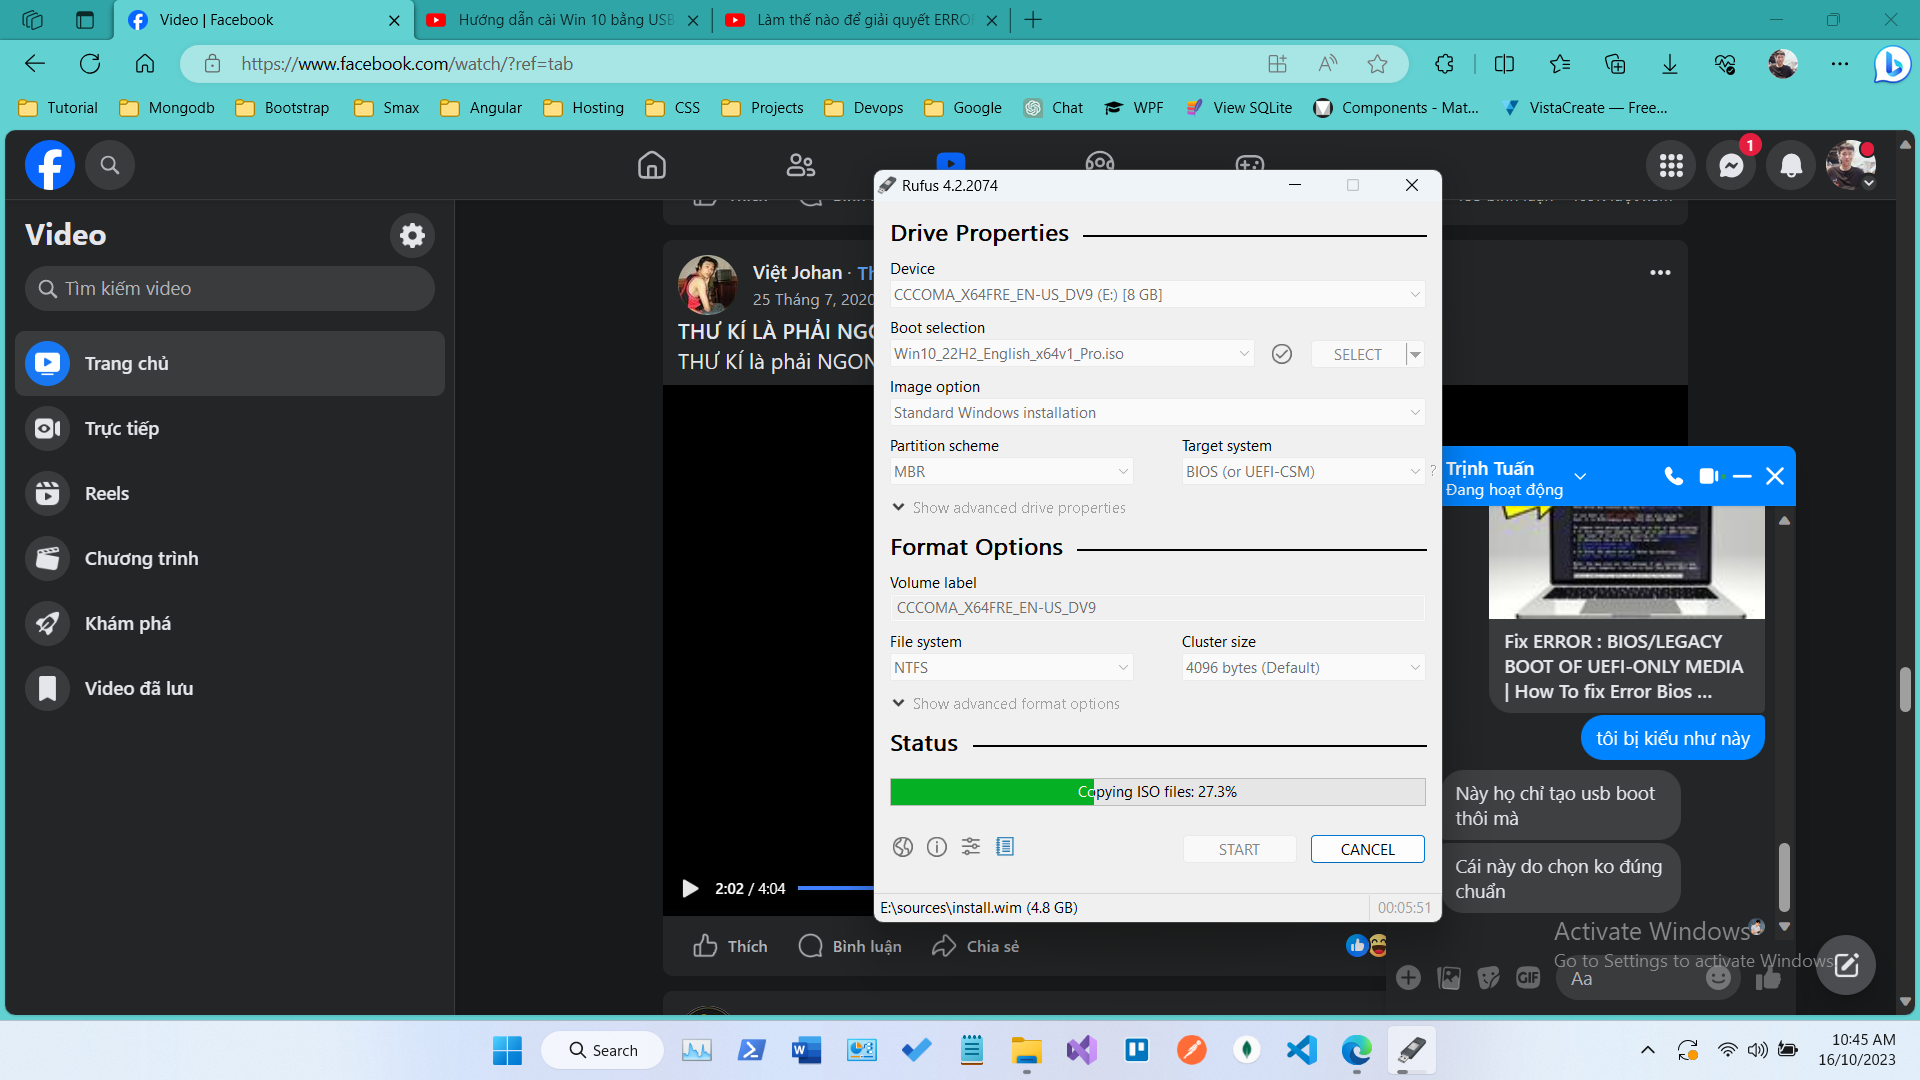 Video | Facebook
Hướng dẫn cài Win 10 bằng USB
Làm thế nào để giải quyết ERRO
https://www.facebook.com/watch/?ref=tab
Tutorial
Mongodb
Bootstrap
Smax
Angular
Hosting
CSS
Projects
Devops
Google
Chat
WPF
View SQLite
Components - Mat...
VistaCreate — Free...
1
Video
Tìm kiếm video
Trang chủ
Trực tiếp
Reels
Chương trình
Khám phá
Video đã lưu
Việt Johan · Th
25 Tháng 7, 2020
THƯ KÍ LÀ PHẢI NGO
THƯ KÍ là phải NGON
2:02 / 4:04
Thích
Bình luận
Chia sẻ
Rufus 4.2.2074
Drive Properties
Device
CCCOMA_X64FRE_EN-US_DV9 (E:) [8 GB]
Boot selection
Win10_22H2_English_x64v1_Pro.iso
SELECT
Image option
Standard Windows installation
Partition scheme
Target system
MBR
BIOS (or UEFI-CSM)
?
Show advanced drive properties
Format Options
Volume label
CCCOMA_X64FRE_EN-US_DV9
File system
Cluster size
NTFS
4096 bytes (Default)
Show advanced format options
Status
Copying ISO files: 27.3%
START
CANCEL
E:\sources\install.wim (4.8 GB)
00:05:51
Trịnh Tuấn
Đang hoạt động
Fix ERROR : BIOS/LEGACY
BOOT OF UEFI-ONLY MEDIA
| How To fix Error Bios ...
tôi bị kiểu như này
Này họ chỉ tạo usb boot
thôi mà
Cái này do chọn ko đúng
chuẩn
Activate Windows
Go to Settings to activate Windows
GIF
Aa
Search
10:45 AM
16/10/2023